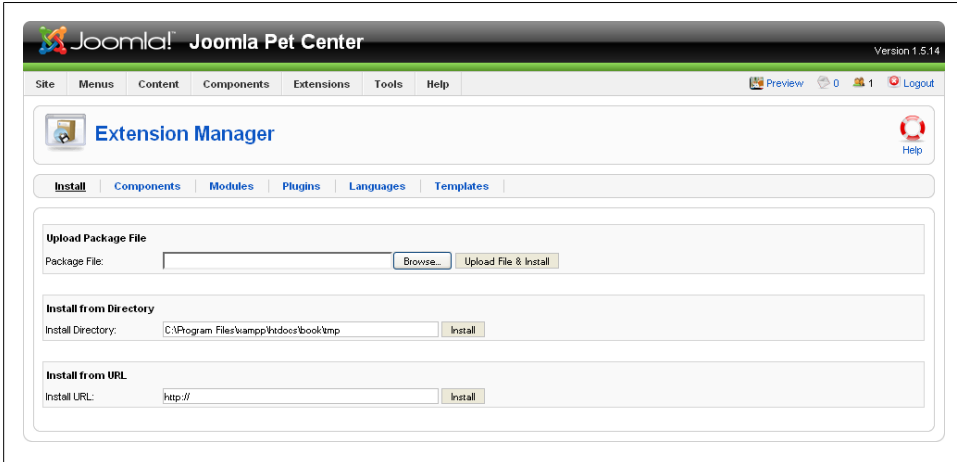 Joomla! Joomla Pet Center
Version 1.5.14
Site Menus Content Components Extensions Tools Help Preview 0 1 Logout
Extension Manager
Help
Install Components Modules Plugins Languages Templates
Upload Package File
Package File: Browse... Upload File & Install
Install from Directory
Install Directory: C:\Program Files\xampp\htdocs\book\tmp Install
Install from URL
Install URL: http:// Install